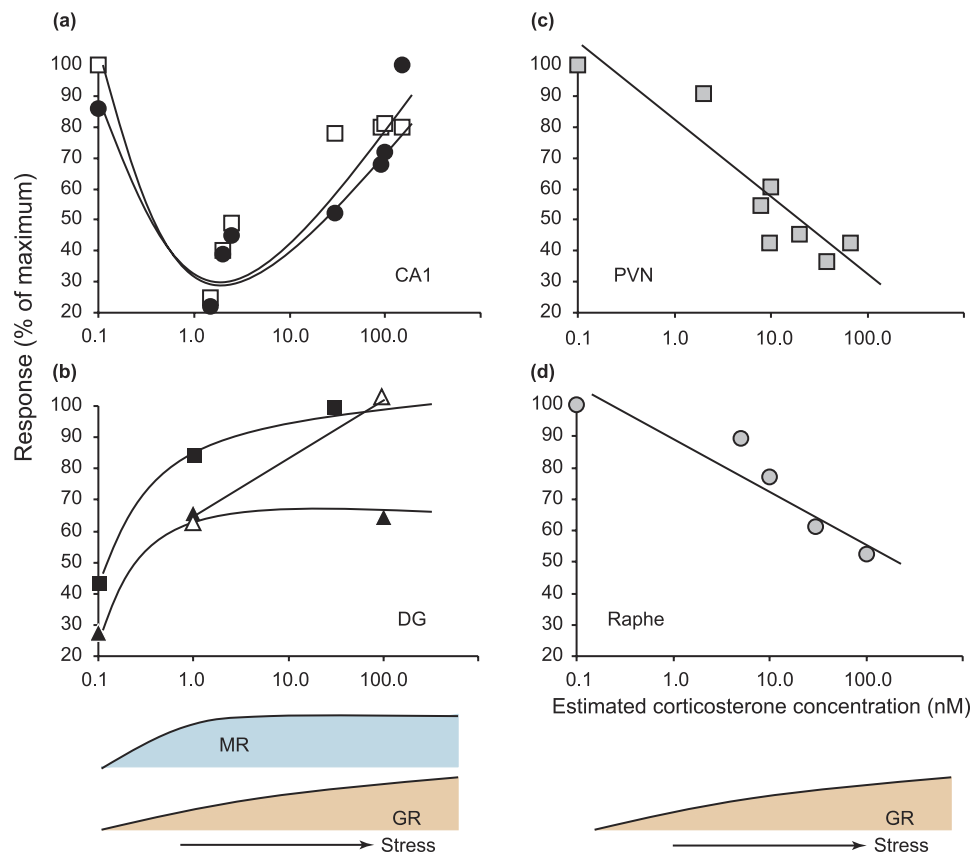 (a)
100
90
80
70
60
50
40
30
20
0.1 1.0 10.0 100.0
CA1
(c)
100
90
80
70
60
50
40
30
20
0.1 1.0 10.0 100.0
PVN
Response (% of maximum)
(b)
100
90
80
70
60
50
40
30
20
0.1 1.0 10.0 100.0
DG
(d)
100
90
80
70
60
50
40
30
20
0.1 1.0 10.0 100.0
Raphe
Estimated corticosterone concentration (nM)
MR
GR
Stress
GR
Stress